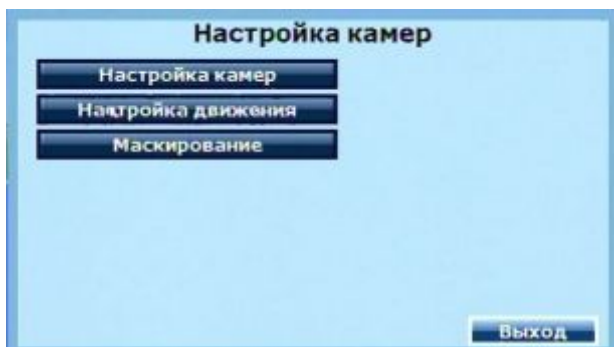 Настройка камер
Настройка камер
Настройка движения
Маскирование
Выход